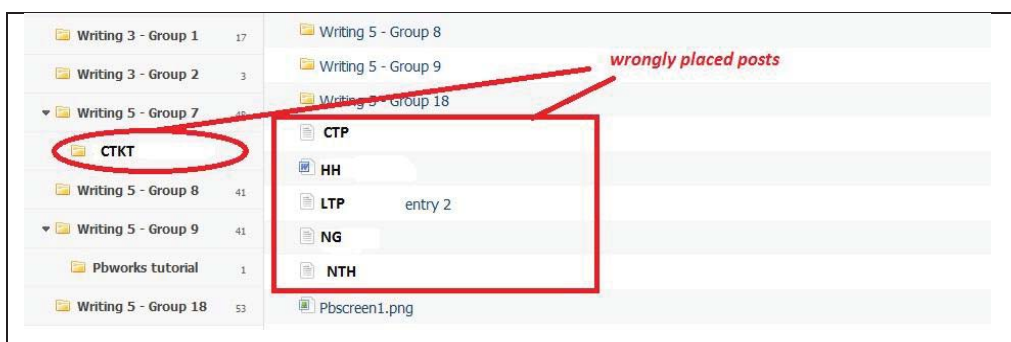 Writing 3 - Group 1 17
Writing 3 - Group 2 3
Writing 5 - Group 7
CTKT
Writing 5 - Group 8 41
Writing 5 - Group 9 41
Pbworks tutorial 1
Writing 5 - Group 18 53
Writing 5 - Group 8
Writing 5 - Group 9
Writing 5 - Group 18
CTP
HH
LTP entry 2
NG
NTH
Pbscreen1.png
wrongly placed posts